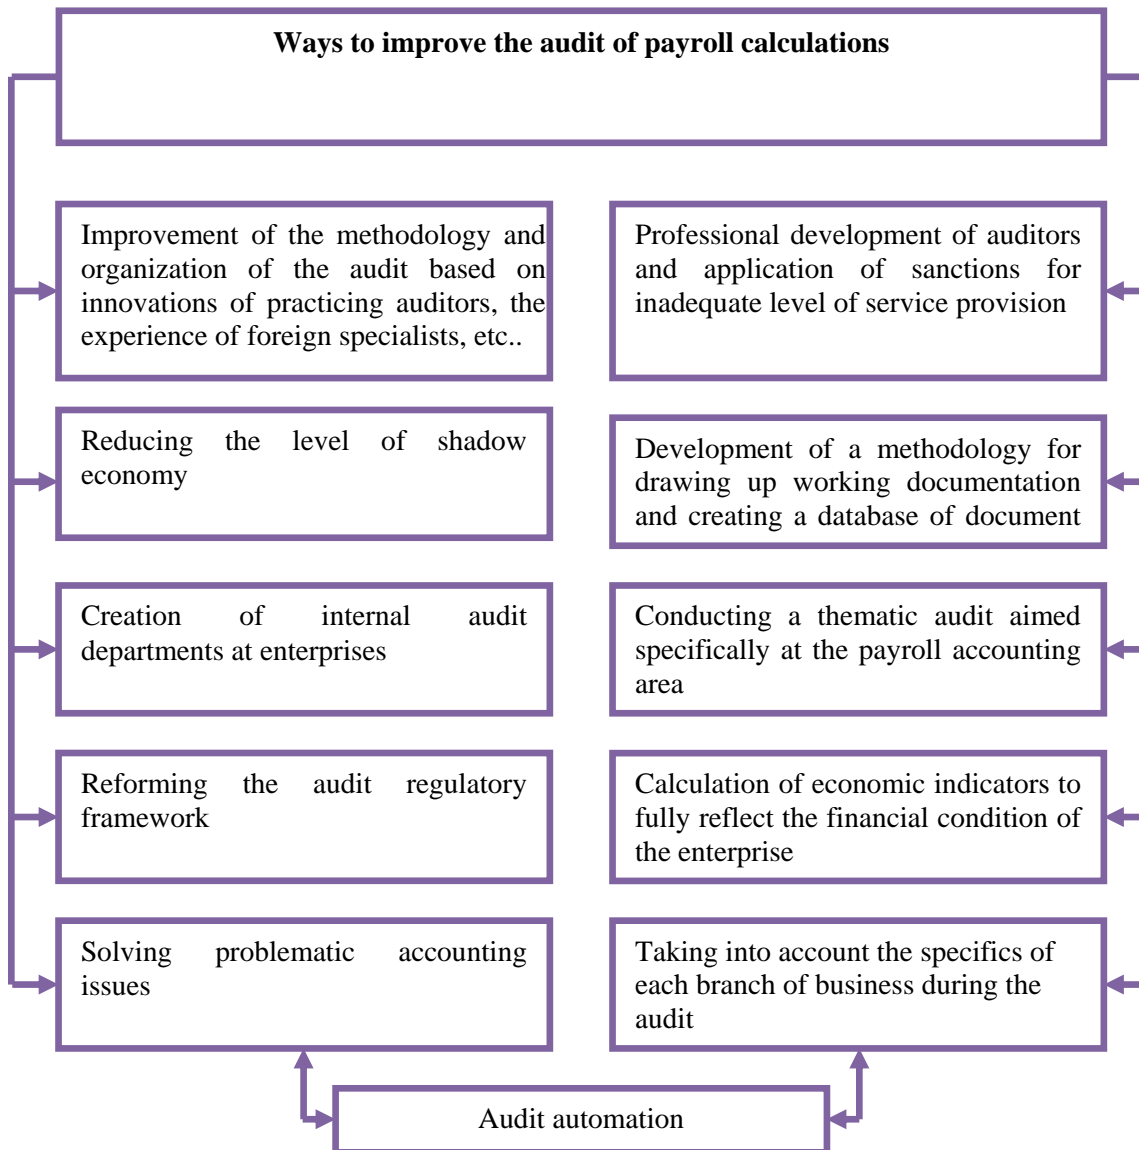 Ways to improve the audit of payroll calculations
Improvement of the methodology and
organization of the audit based on
innovations of practicing auditors, the
experience of foreign specialists, etc..
Professional development of auditors
and application of sanctions for
inadequate level of service provision
Reducing the level of shadow
economy
Development of a methodology for
drawing up working documentation
and creating a database of document
Creation of internal audit
departments at enterprises
Conducting a thematic audit aimed
specifically at the payroll accounting
area
Reforming the audit regulatory
framework
Calculation of economic indicators to
fully reflect the financial condition of
the enterprise
Solving problematic accounting
issues
Taking into account the specifics of
each branch of business during the
audit
Audit automation